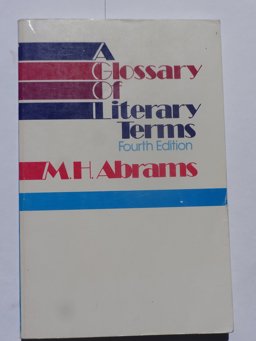 A
Glossary
Of
Literary
Terms
Fourth Edition
M.H. Abrams